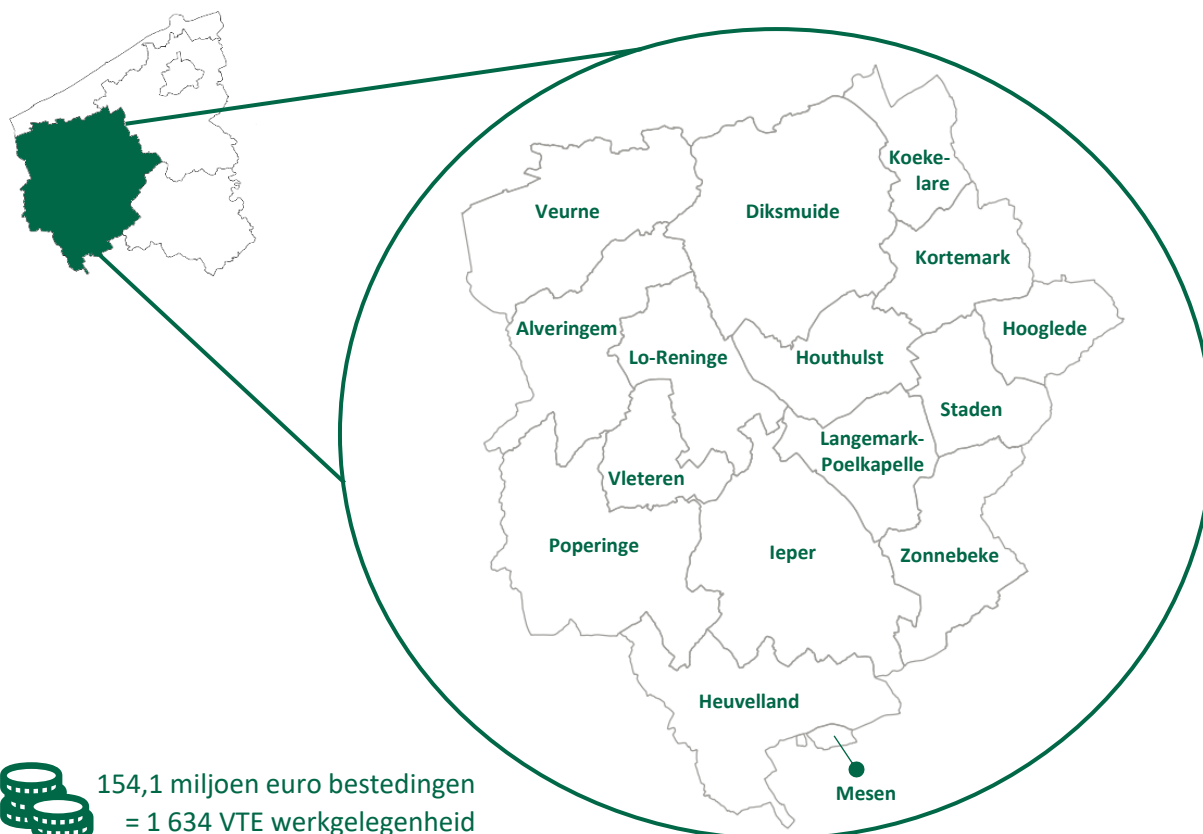 Koeke-
lare
Veurne
Diksmuide
Kortemark
Alveringem
Hooglede
Lo-Reninge
Houthulst
Staden
Langemark-
Poelkapelle
Vleteren
Poperinge
Ieper
Zonnebeke
Heuvelland
Mesen
154,1 miljoen euro bestedingen
= 1 634 VTE werkgelegenheid